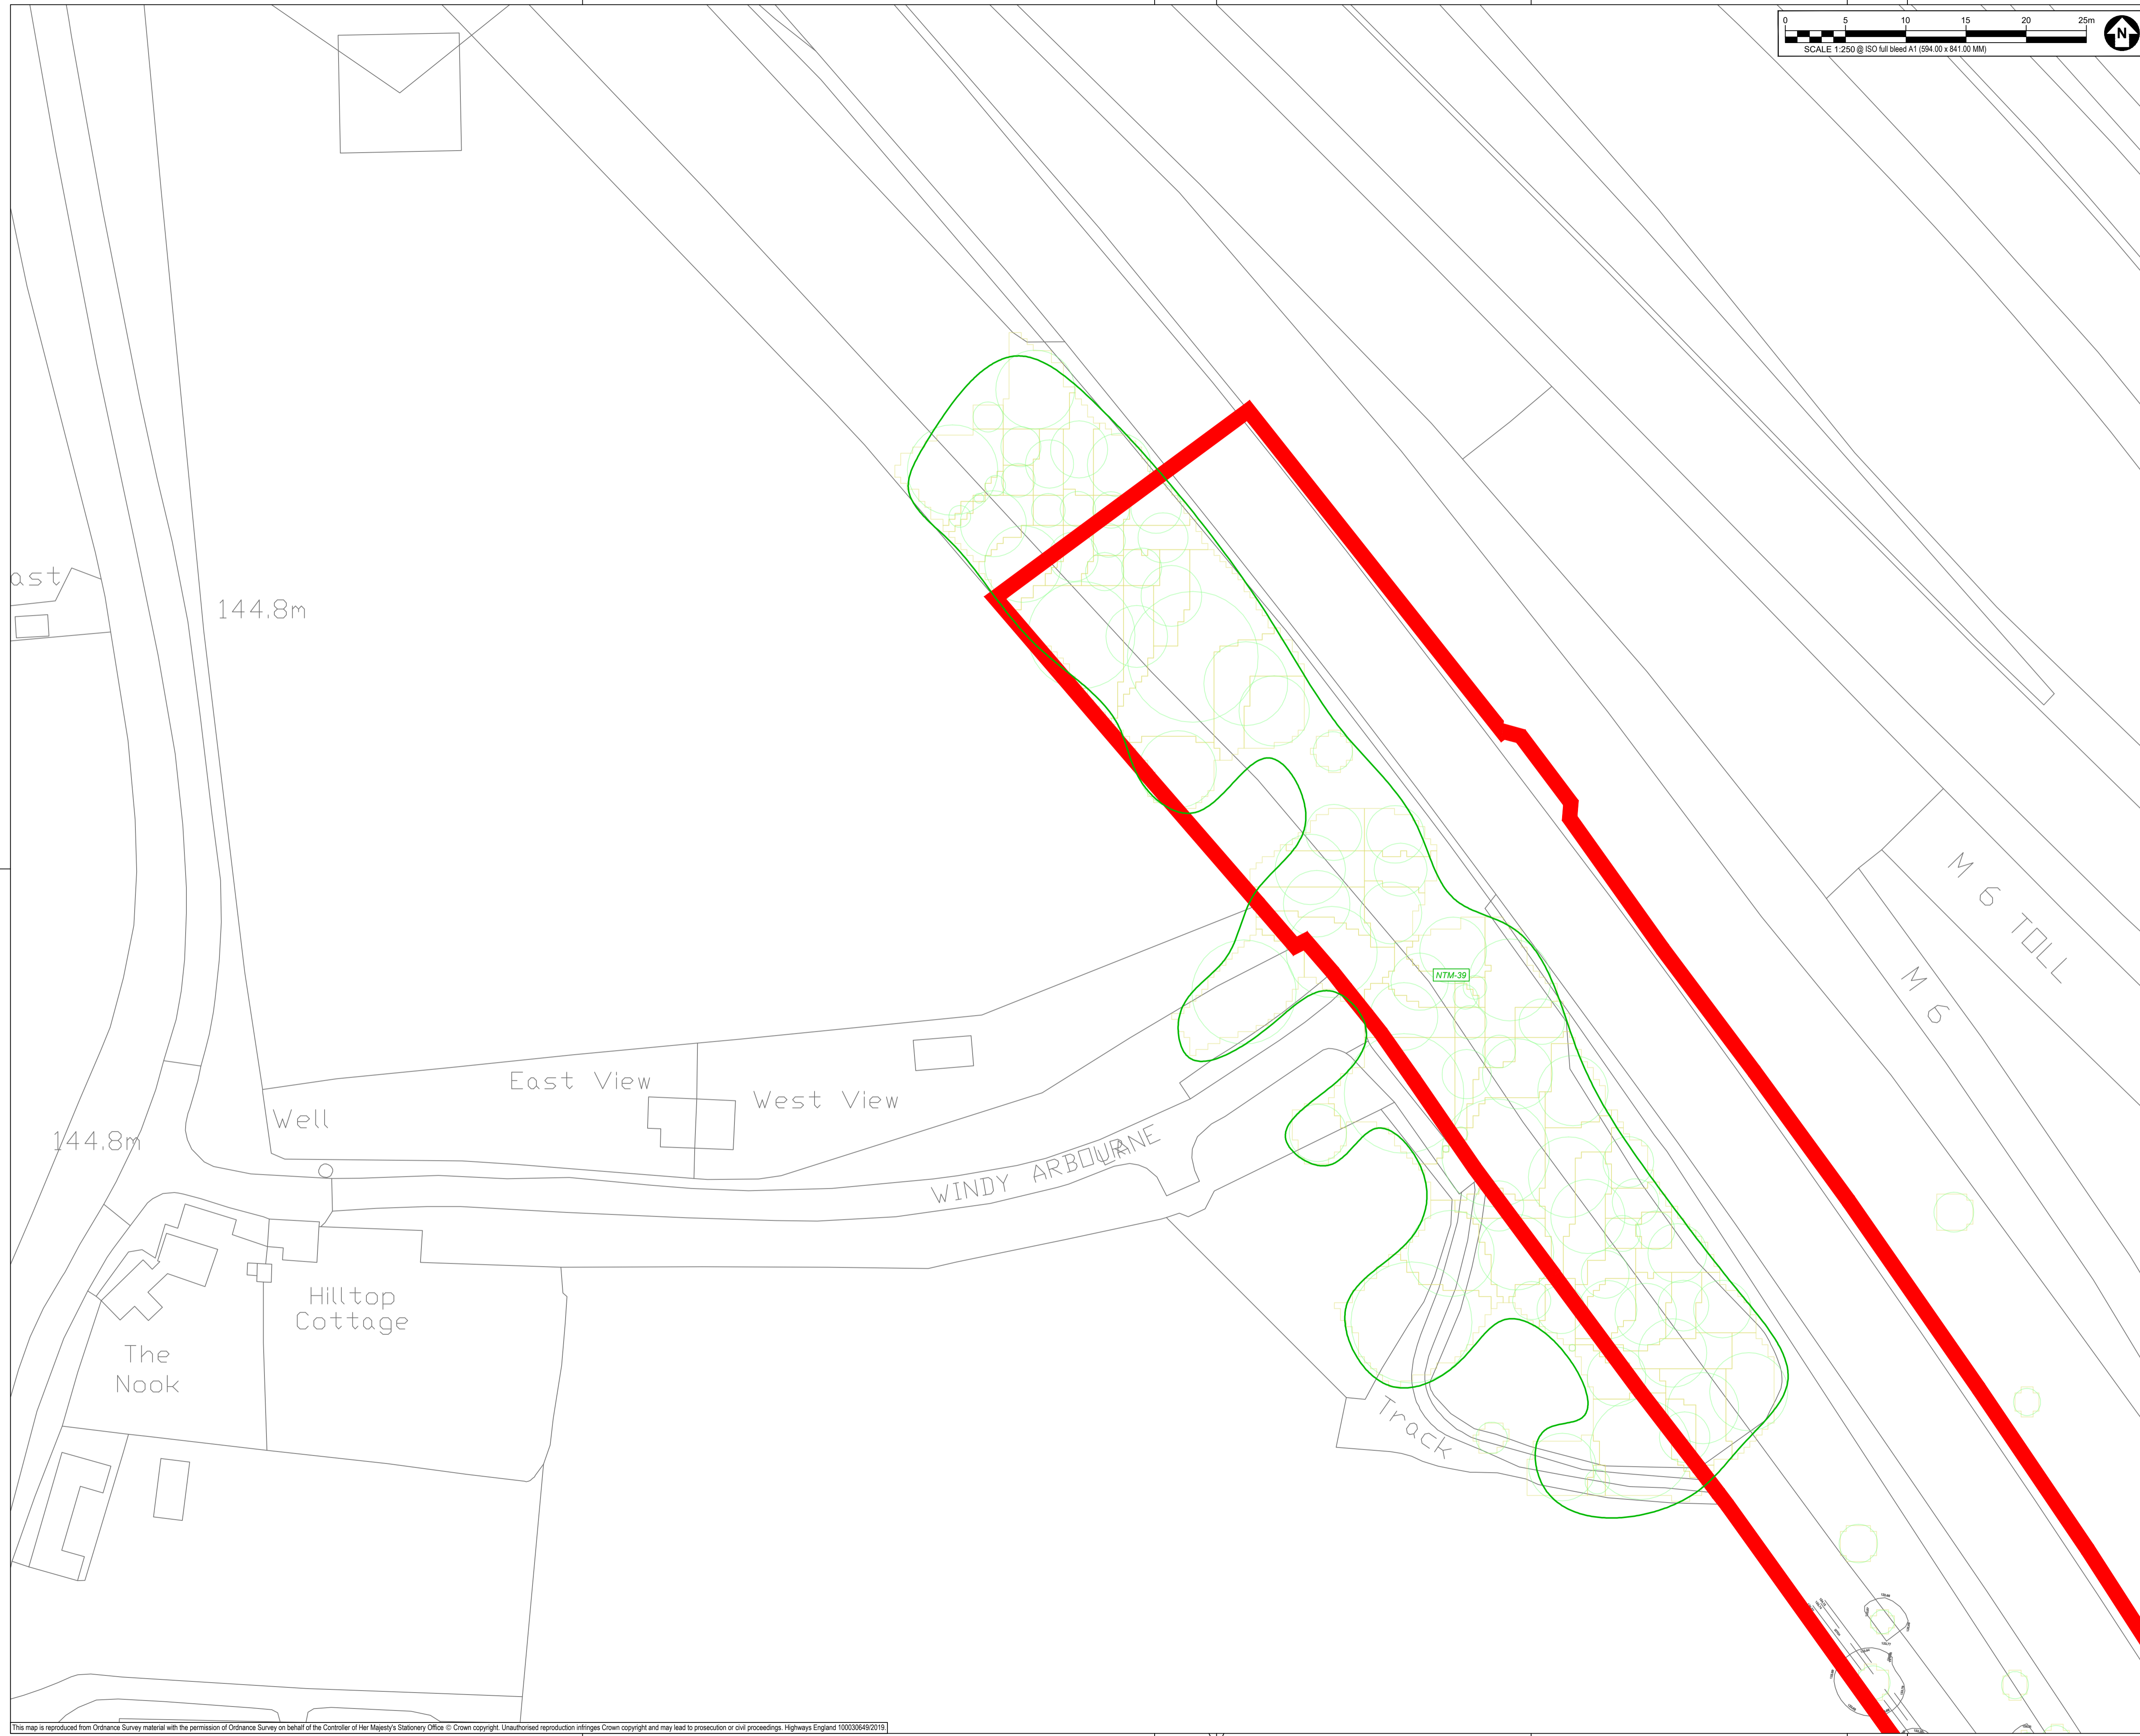 0 5 10 15 20 25m
SCALE 1:250 @ ISO full bleed A1 (594.00 x 841.00 MM)
N
ast
144.8m
NTM-39
M 6 TOLL
M 6
East View
West View
Well
144.8m
WINDY ARBOUR
LANE
Hilltop
Cottage
The
Nook
Track
This map is reproduced from Ordnance Survey material with the permission of Ordnance Survey on behalf of the Controller of Her Majesty's Stationery Office © Crown copyright. Unauthorised reproduction infringes Crown copyright and may lead to prosecution or civil proceedings. Highways England 100030649/2019.